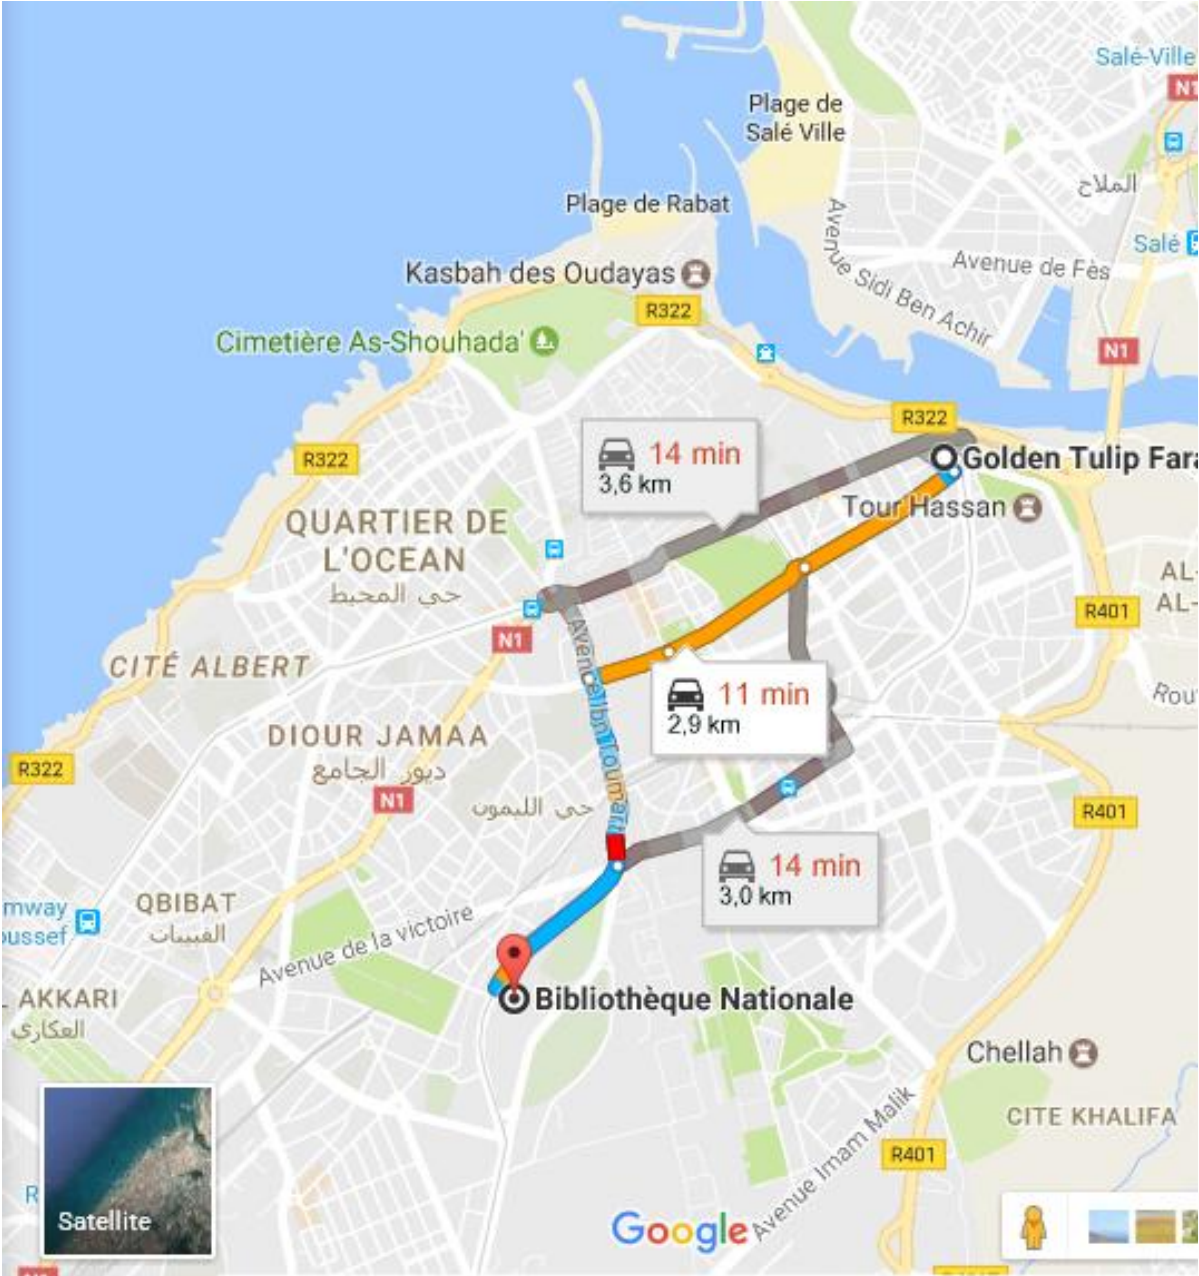 Salé-Ville
N1
Plage de
Salé Ville
الملاح
Plage de Rabat
Avenue Sidi Ben Achir
Salé
Avenue de Fès
Kasbah des Oudayas
R322
Cimetière As-Shouhada'
N1
R322
14 min
3,6 km
R322
Golden Tulip Fara
Tour Hassan
QUARTIER DE
L'OCEAN
حي المحيط
AL-
AL-
R401
N1
CITÉ ALBERT
11 min
2,9 km
Rou
DIOUR JAMAA
ديور الجامع
R322
N1
حي الليمون
R401
14 min
3,0 km
QBIBAT
القبيبات
mway
oussef
Avenue de la victoire
AKKARI
العكاري
Bibliothèque Nationale
Chellah
CITE KHALIFA
Avenue Imam Malik
R401
R
Satellite
Google